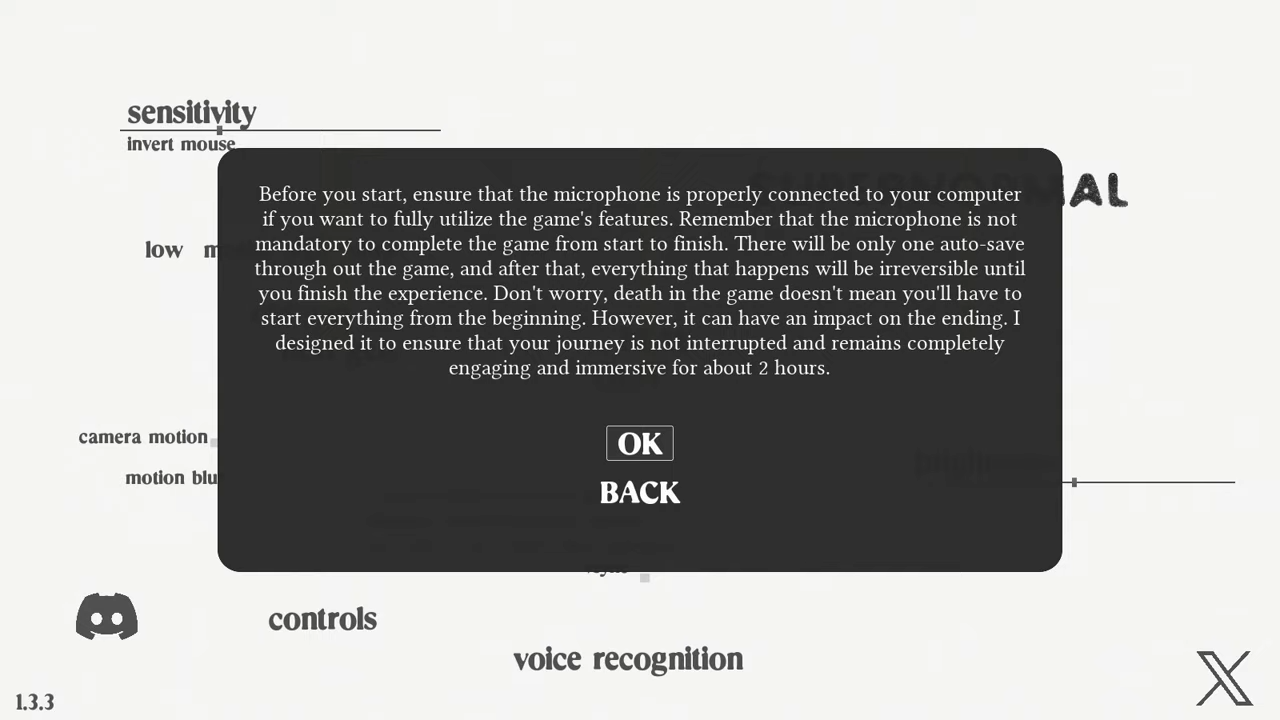 sensitivity
invert mouse
Before you start, ensure that the microphone is properly connected to your computer
if you want to fully utilize the game's features. Remember that the microphone is not
mandatory to complete the game from start to finish. There will be only one auto-save
through out the game, and after that, everything that happens will be irreversible until
you finish the experience. Don't worry, death in the game doesn't mean you'll have to
start everything from the beginning. However, it can have an impact on the ending. I
designed it to ensure that your journey is not interrupted and remains completely
engaging and immersive for about 2 hours.
low
camera motion
motion blu
OK
BACK
controls
voice recognition
1.3.3